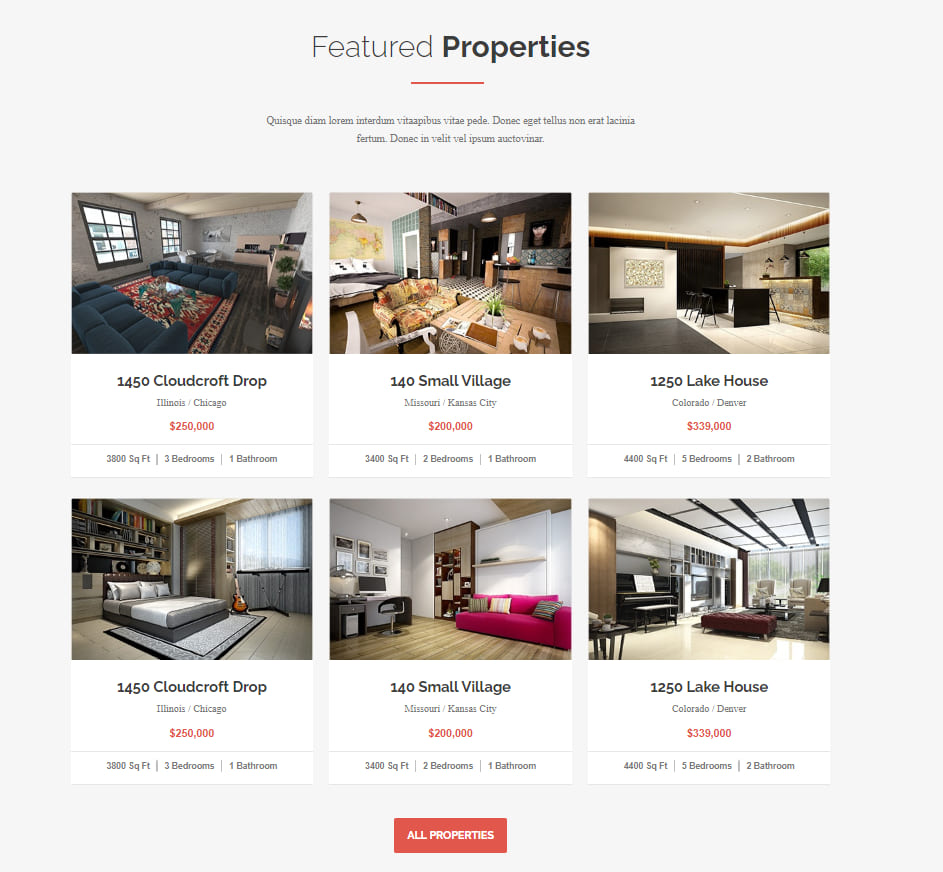 Featured Properties
Quisque diam lorem interdum vitaapibus vitae pede. Donec eget tellus non erat lacinia
fertum. Donec in velit vel ipsum auctovinar.
1450 Cloudcroft Drop
Illinois / Chicago
$250,000
3800 Sq Ft | 3 Bedrooms | 1 Bathroom
140 Small Village
Missouri / Kansas City
$200,000
3400 Sq Ft | 2 Bedrooms | 1 Bathroom
1250 Lake House
Colorado / Denver
$339,000
4400 Sq Ft | 5 Bedrooms | 2 Bathroom
1450 Cloudcroft Drop
Illinois / Chicago
$250,000
3800 Sq Ft | 3 Bedrooms | 1 Bathroom
140 Small Village
Missouri / Kansas City
$200,000
3400 Sq Ft | 2 Bedrooms | 1 Bathroom
1250 Lake House
Colorado / Denver
$339,000
4400 Sq Ft | 5 Bedrooms | 2 Bathroom
ALL PROPERTIES